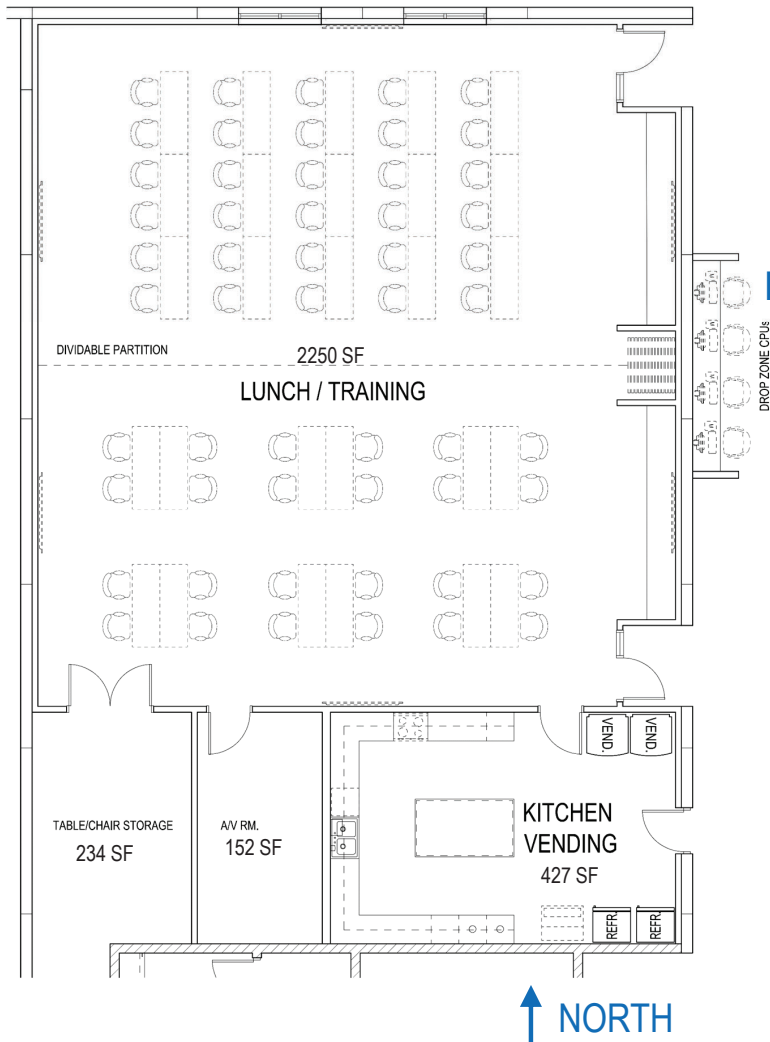 DIVIDABLE PARTITION
2250 SF
LUNCH / TRAINING
DROP ZONE CPUs
VEND.
VEND.
TABLE/CHAIR STORAGE
234 SF
A/V RM.
152 SF
KITCHEN
VENDING
427 SF
REFR.
REFR.
NORTH